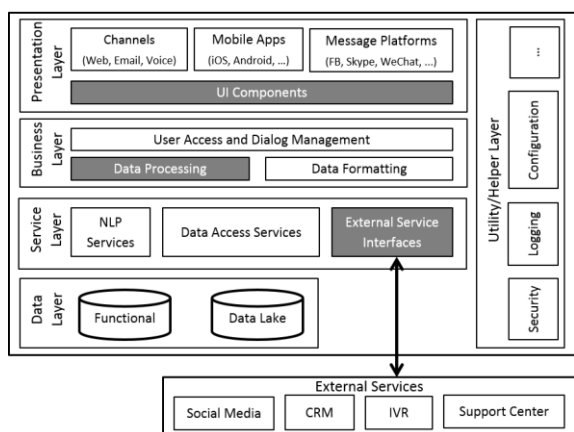 Presentation
Layer
Channels
(Web, Email, Voice)
Mobile Apps
(iOS, Android, ...)
Message Platforms
(FB, Skype, WeChat, ...)
UI Components
Business
Layer
User Access and Dialog Management
Data Processing
Data Formatting
Service
Layer
NLP
Services
Data Access Services
External Service
Interfaces
Data
Layer
Functional
Data Lake
Utility/Helper Layer
...
Configuration
Logging
Security
External Services
Social Media
CRM
IVR
Support Center